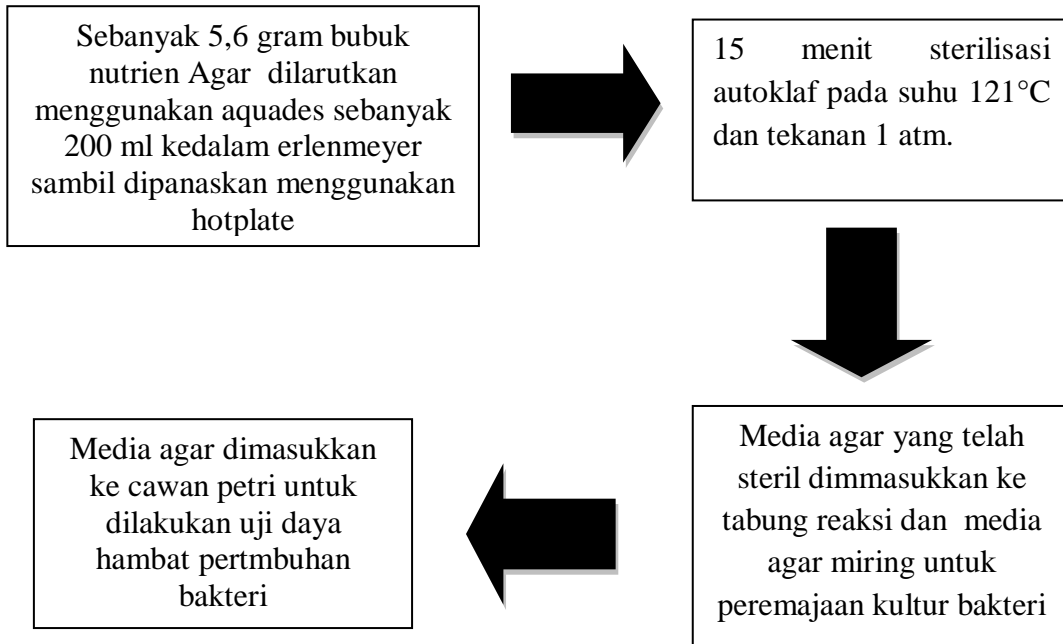 Sebanyak 5,6 gram bubuk
nutrien Agar dilarutkan
menggunakan aquades sebanyak
200 ml kedalam erlenmeyer
sambil dipanaskan menggunakan
hotplate
15 menit sterilisasi
autoklaf pada suhu 121°C
dan tekanan 1 atm.
Media agar yang telah
steril dimmasukkan ke
tabung reaksi dan media
agar miring untuk
peremajaan kultur bakteri
Media agar dimasukkan
ke cawan petri untuk
dilakukan uji daya
hambat pertmbuhan
bakteri